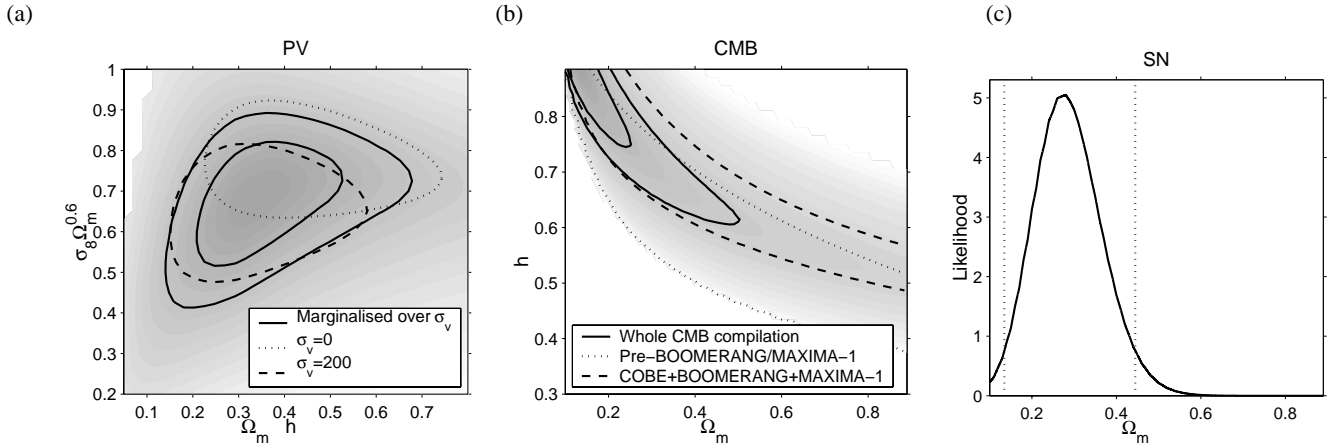 (a)
PV
σ8Ωm^0.6
1
0.9
0.8
0.7
0.6
0.5
0.4
0.3
0.2
Marginalised over σv
σv=0
σv=200
0.1 0.2 0.3 0.4 0.5 0.6 0.7
Ωm h
(b)
CMB
h
0.8
0.7
0.6
0.5
0.4
0.3
Whole CMB compilation
Pre−BOOMERANG/MAXIMA−1
COBE+BOOMERANG+MAXIMA−1
0.2 0.4 0.6 0.8
Ωm
(c)
SN
Likelihood
5
4
3
2
1
0
0.2 0.4 0.6 0.8
Ωm